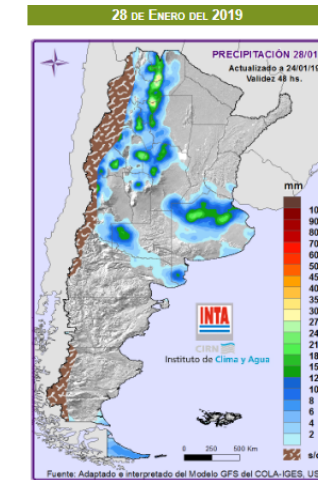 28 DE ENERO DEL 2019
PRECIPITACIÓN 28/01
Actualizado a 24/01/19
Validez 48 hs.
mm
10
90
80
70
60
50
45
40
35
30
27
24
21
18
15
12
10
8
6
4
2
s/d
INTA
CIRN
Instituto de Clima y Agua
0 250 500 Km
Fuente: Adaptado e interpretado del Modelo GFS del COLA-IGES, US